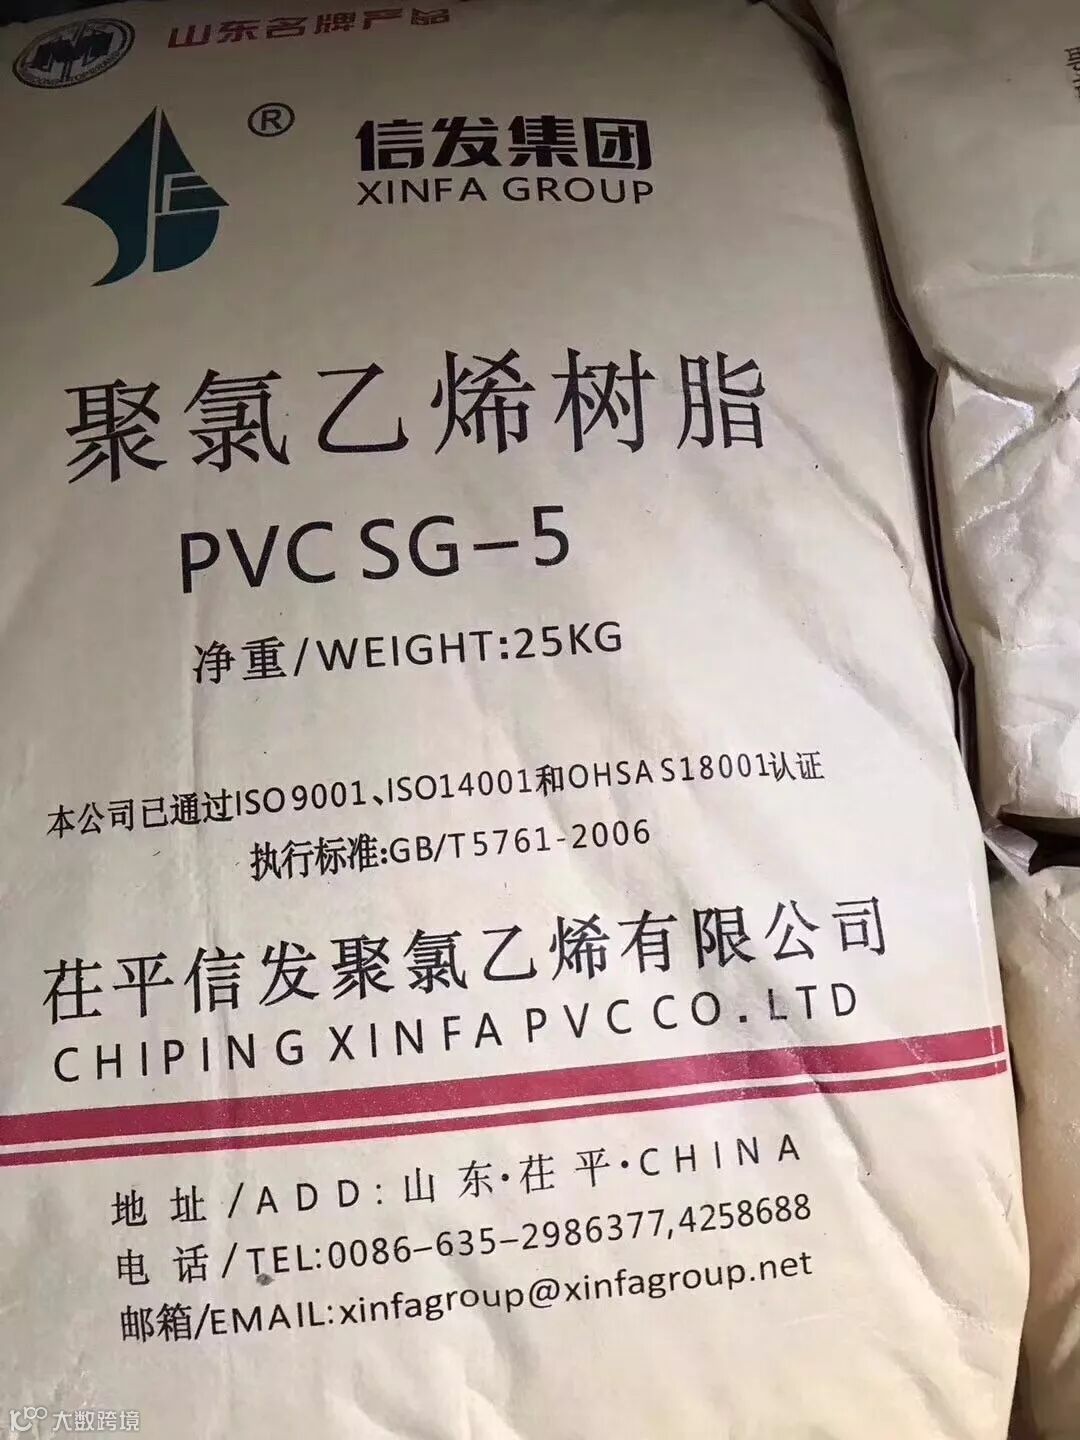 山东名牌产品
®
信发集团
XINFA GROUP
聚氯乙烯树脂
PVC SG-5
净重/WEIGHT:25KG
本公司已通过ISO9001、ISO14001和OHSAS18001认证
执行标准:GB/T5761-2006
茌平信发聚氯乙烯有限公司
CHIPING XINFA PVC CO.LTD
地址/ADD:山东·茌平·CHINA
电话/TEL:0086-635-2986377,4258688
邮箱/EMAIL:xinfagroup@xinfagroup.net
大数跨境